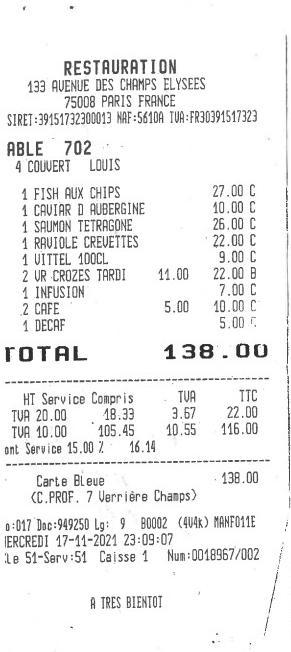 RESTAURATION
133 AVENUE DES CHAMPS ELYSEES
75008 PARIS FRANCE
SIRET:39151732300013 NAF:5610A TVA:FR30391517323
ABLE 702
4 COUVERT LOUIS
1 FISH AUX CHIPS 27.00 C
1 CAVIAR D AUBERGINE 10.00 C
1 SAUMON TETRAGONE 26.00 C
1 RAVIOLE CREVETTES 22.00 C
1 VITTEL 100CL 9.00 C
2 VR CROZES TARDI 11.00 22.00 B
1 INFUSION 7.00 C
2 CAFE 5.00 10.00 C
1 DECAF 5.00 C
TOTAL 138.00
HT Service Compris TVA TTC
TVA 20.00 18.33 3.67 22.00
TVA 10.00 105.45 10.55 116.00
ont Service 15.00 % 16.14
Carte Bleue 138.00
(C.PROF. 7 Verrière Champs)
o:017 Doc:949250 Lg: 9 B0002 (4U4k) MANF011E
MERCREDI 17-11-2021 23:09:07
le 51-Serv:51 Caisse 1 Num:0018967/002
A TRES BIENTOT